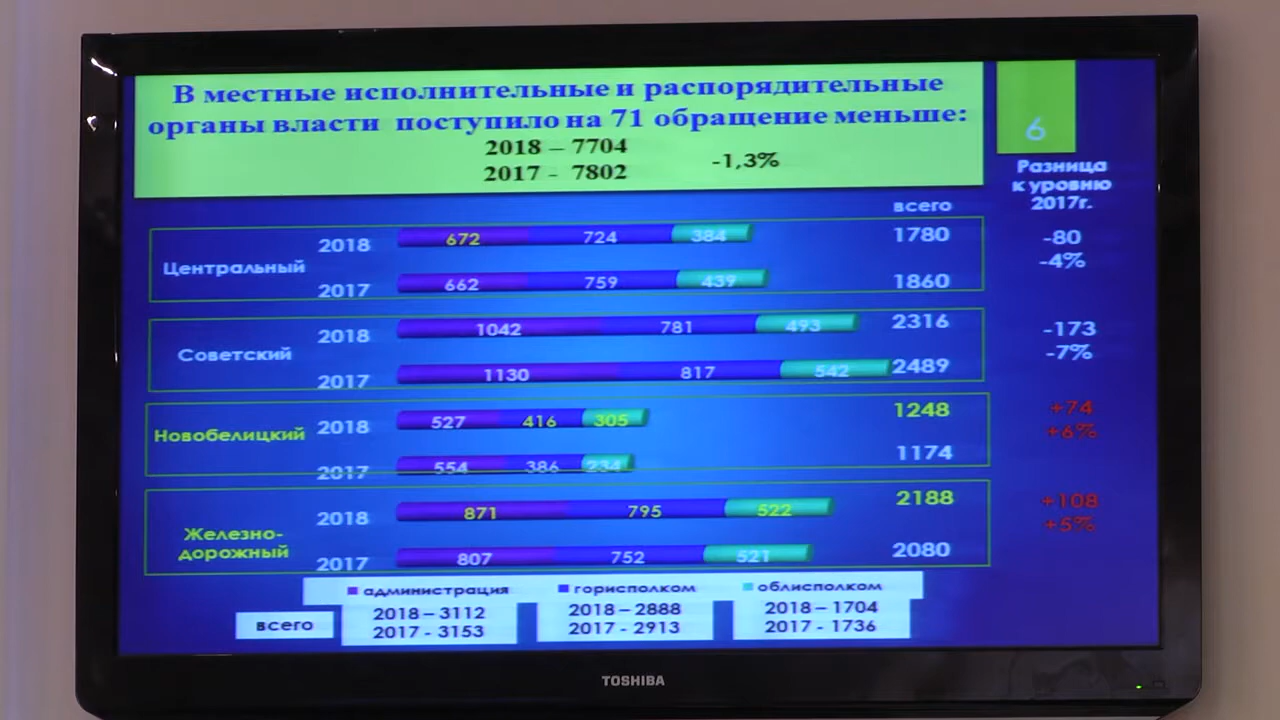 В местные исполнительные и распорядительные
органы власти поступило на 71 обращение меньше:
2018 – 7704
2017 - 7802
-1,3%
6
Разница
к уровню
2017г.
всего
Центральный
2018 672 724 384 1780
2017 662 759 439 1860
-80
-4%
Советский
2018 1042 781 493 2316
2017 1130 817 542 2489
-173
-7%
Новобелицкий
2018 527 416 305 1248
2017 554 386 234 1174
+74
+6%
Железно-
дорожный
2018 871 795 522 2188
2017 807 752 521 2080
+108
+5%
администрация горисполком облисполком
всего
2018 – 3112 2018 – 2888 2018 – 1704
2017 - 3153 2017 - 2913 2017 - 1736
TOSHIBA